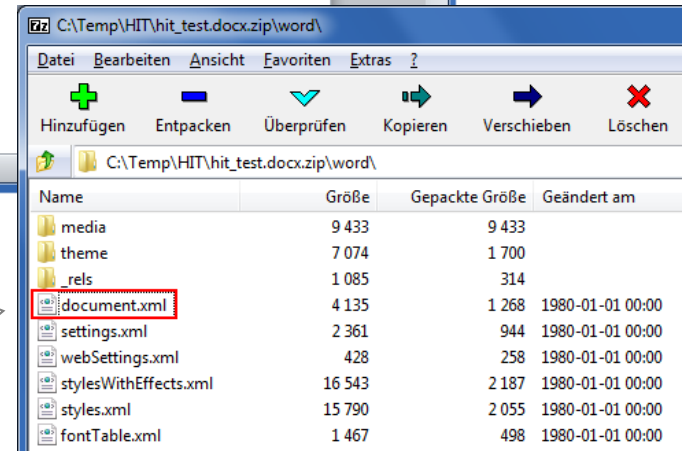 7z C:\Temp\HIT\hit_test.docx.zip\word\
Datei Bearbeiten Ansicht Favoriten Extras ?
Hinzufügen Entpacken Überprüfen Kopieren Verschieben Löschen
C:\Temp\HIT\hit_test.docx.zip\word\
Name Größe Gepackte Größe Geändert am
media 9 433 9 433
theme 7 074 1 700
_rels 1 085 314
document.xml 4 135 1 268 1980-01-01 00:00
settings.xml 2 361 944 1980-01-01 00:00
webSettings.xml 428 258 1980-01-01 00:00
stylesWithEffects.xml 16 543 2 187 1980-01-01 00:00
styles.xml 15 790 2 055 1980-01-01 00:00
fontTable.xml 1 467 498 1980-01-01 00:00